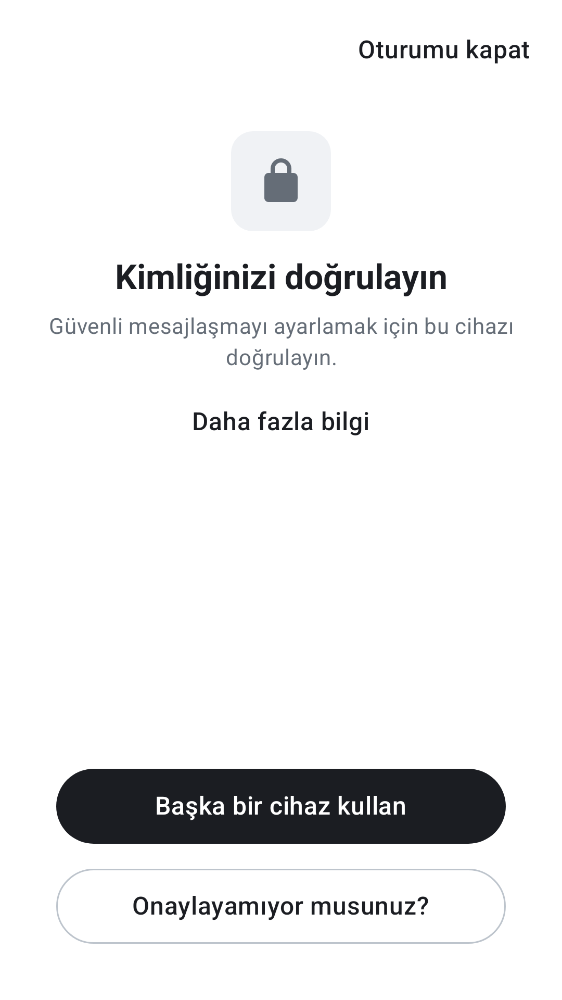 Oturumu kapat
Kimliğinizi doğrulayın
Güvenli mesajlaşmayı ayarlamak için bu cihazı
doğrulayın.
Daha fazla bilgi
Başka bir cihaz kullan
Onaylayamıyor musunuz?